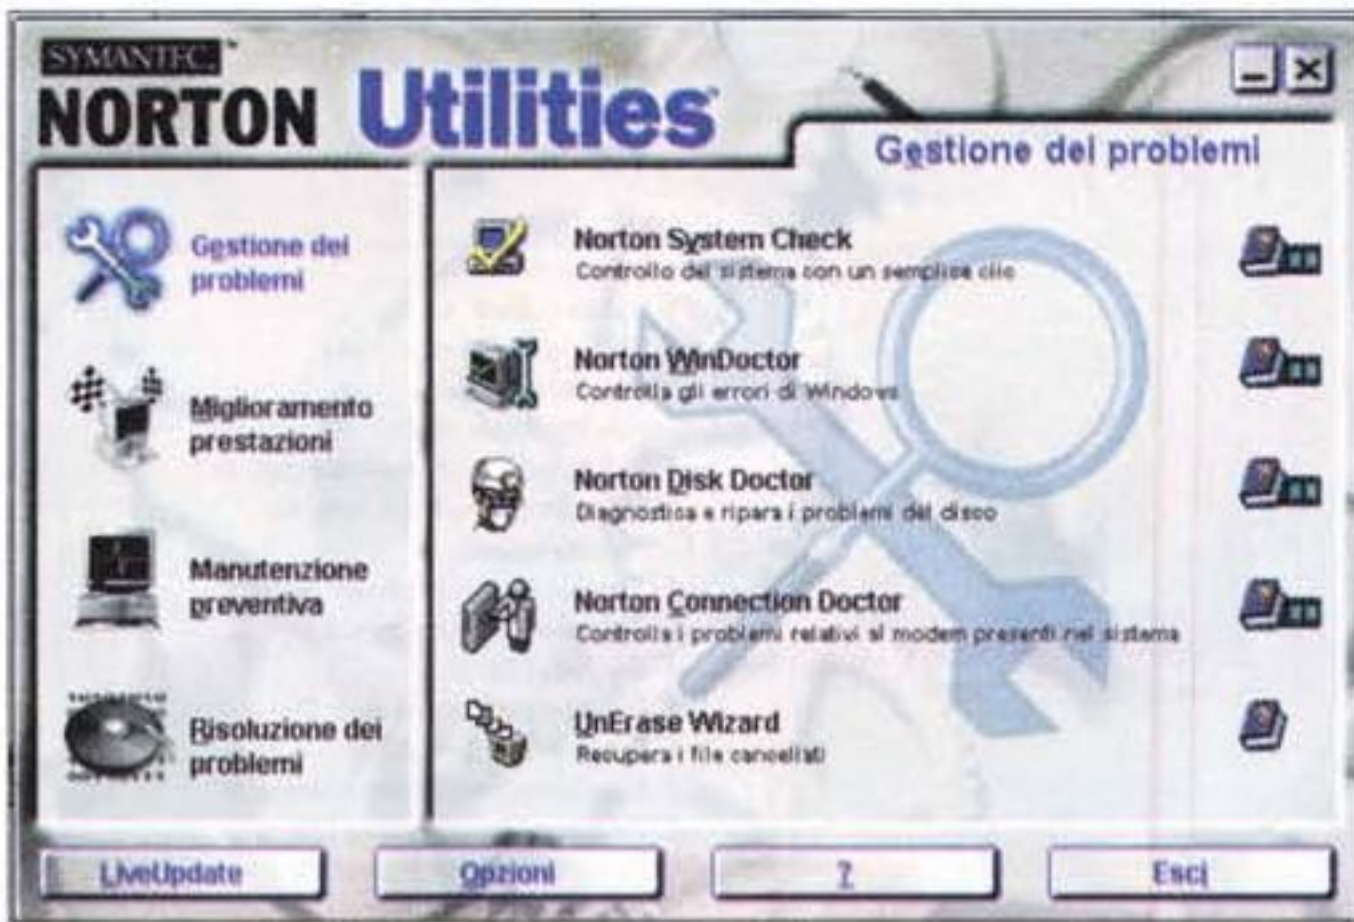 SYMANTEC.™
NORTON Utilities
Gestione dei problemi
Gestione dei
problemi
Miglioramento
prestazioni
Manutenzione
preventiva
Risoluzione dei
problemi
Norton System Check
Controllo del sistema con un semplice clic
Norton WinDoctor
Controlla gli errori di Windows
Norton Disk Doctor
Diagnostica e ripara i problemi del disco
Norton Connection Doctor
Controlla i problemi relativi al modem presenti nel sistema
UnErase Wizard
Recupera i file cancellati
LiveUpdate
Opzioni
?
Esci